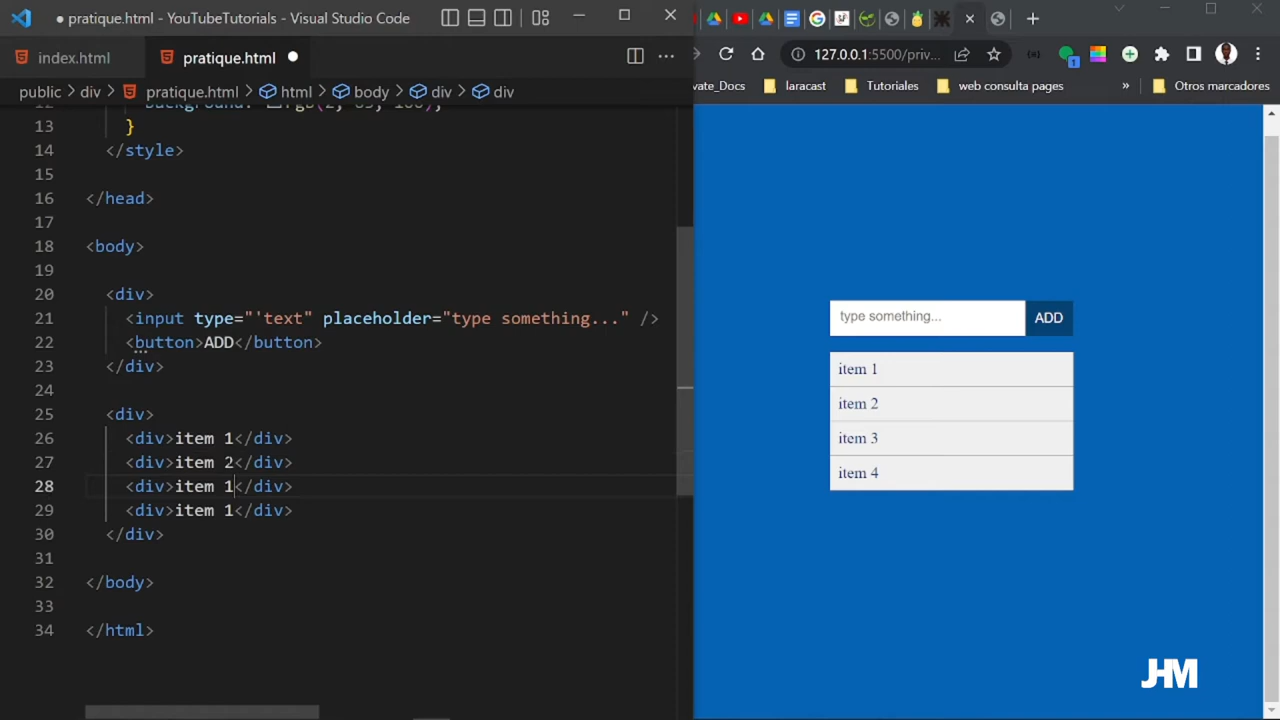 pratique.html - YouTubeTutorials - Visual Studio Code
index.html
pratique.html
public > div > pratique.html > html > body > div > div
13 }
14 </style>
15
16 </head>
17
18 <body>
19
20 <div>
21 <input type="'text" placeholder="type something..." />
22 <button>ADD</button>
23 </div>
24
25 <div>
26 <div>item 1</div>
27 <div>item 2</div>
28 <div>item 1</div>
29 <div>item 1</div>
30 </div>
31
32 </body>
33
34 </html>
127.0.0.1:5500/priv...
1
vate_Docs laracast Tutoriales web consulta pages » Otros marcadores
type something... ADD
item 1
item 2
item 3
item 4
JHM